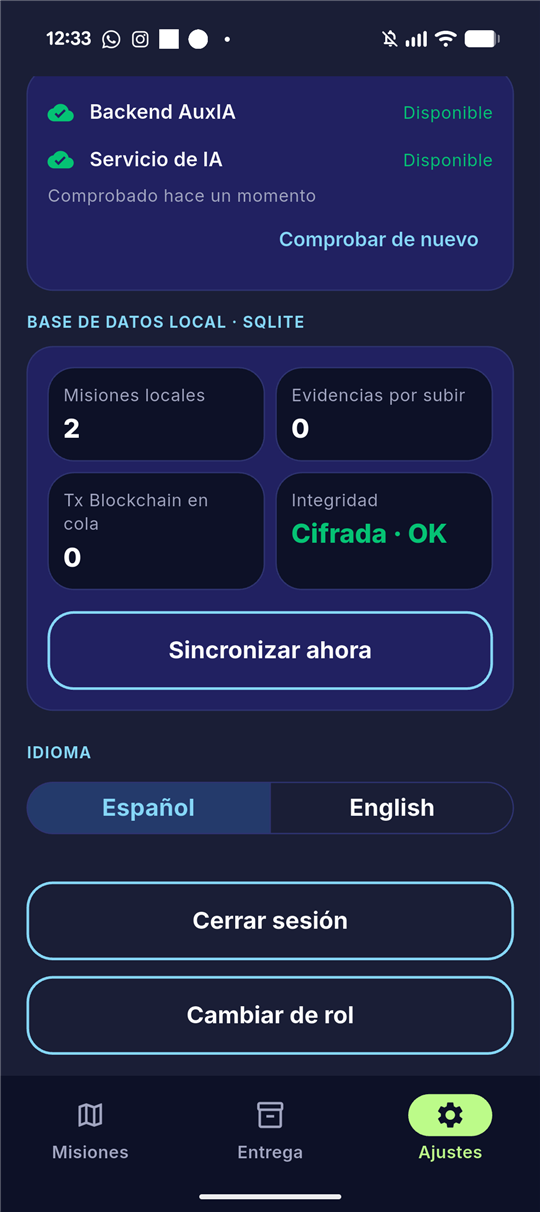 12:33
Backend AuxIA
Disponible
Servicio de IA
Disponible
Comprobado hace un momento
Comprobar de nuevo
BASE DE DATOS LOCAL · SQLITE
Misiones locales
2
Evidencias por subir
0
Tx Blockchain en
cola
0
Integridad
Cifrada · OK
Sincronizar ahora
IDIOMA
Español
English
Cerrar sesión
Cambiar de rol
Misiones
Entrega
Ajustes